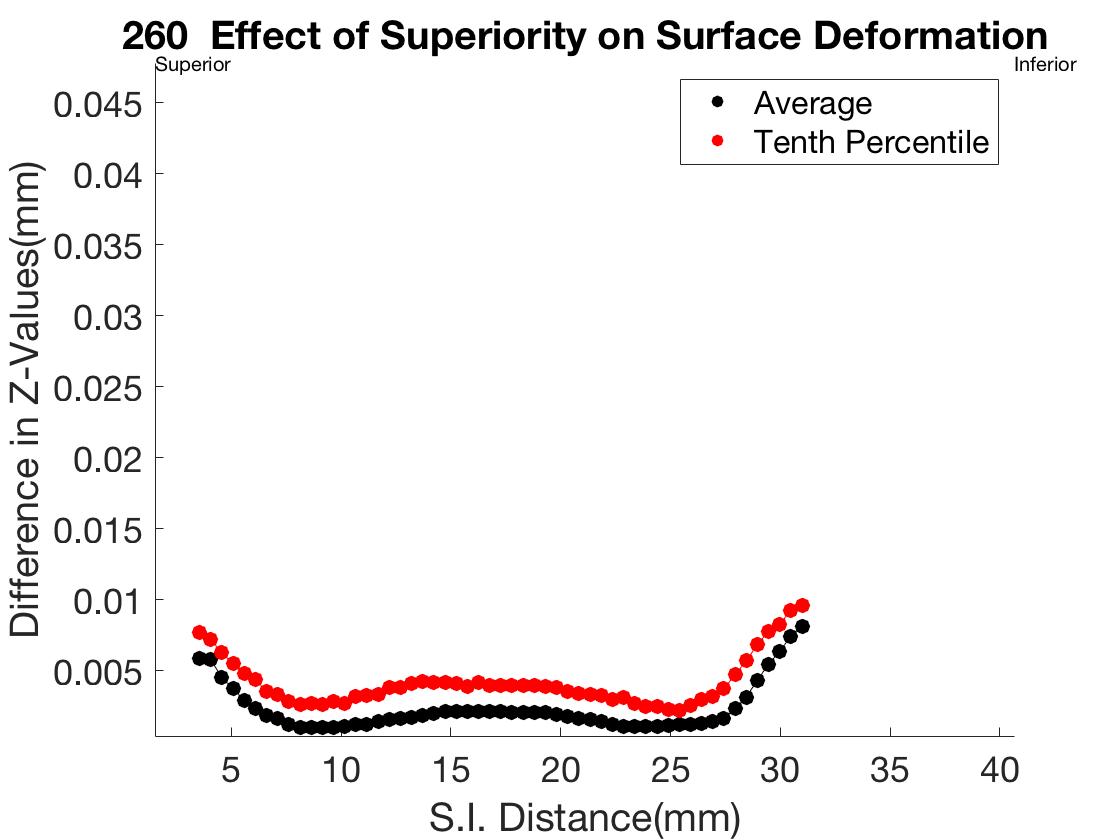 260  Effect of Superiority on Surface Deformation
Superior
Inferior
Average
Tenth Percentile
Difference in Z-Values(mm)
0.045
0.04
0.035
0.03
0.025
0.02
0.015
0.01
0.005
5 10 15 20 25 30 35 40
S.I. Distance(mm)